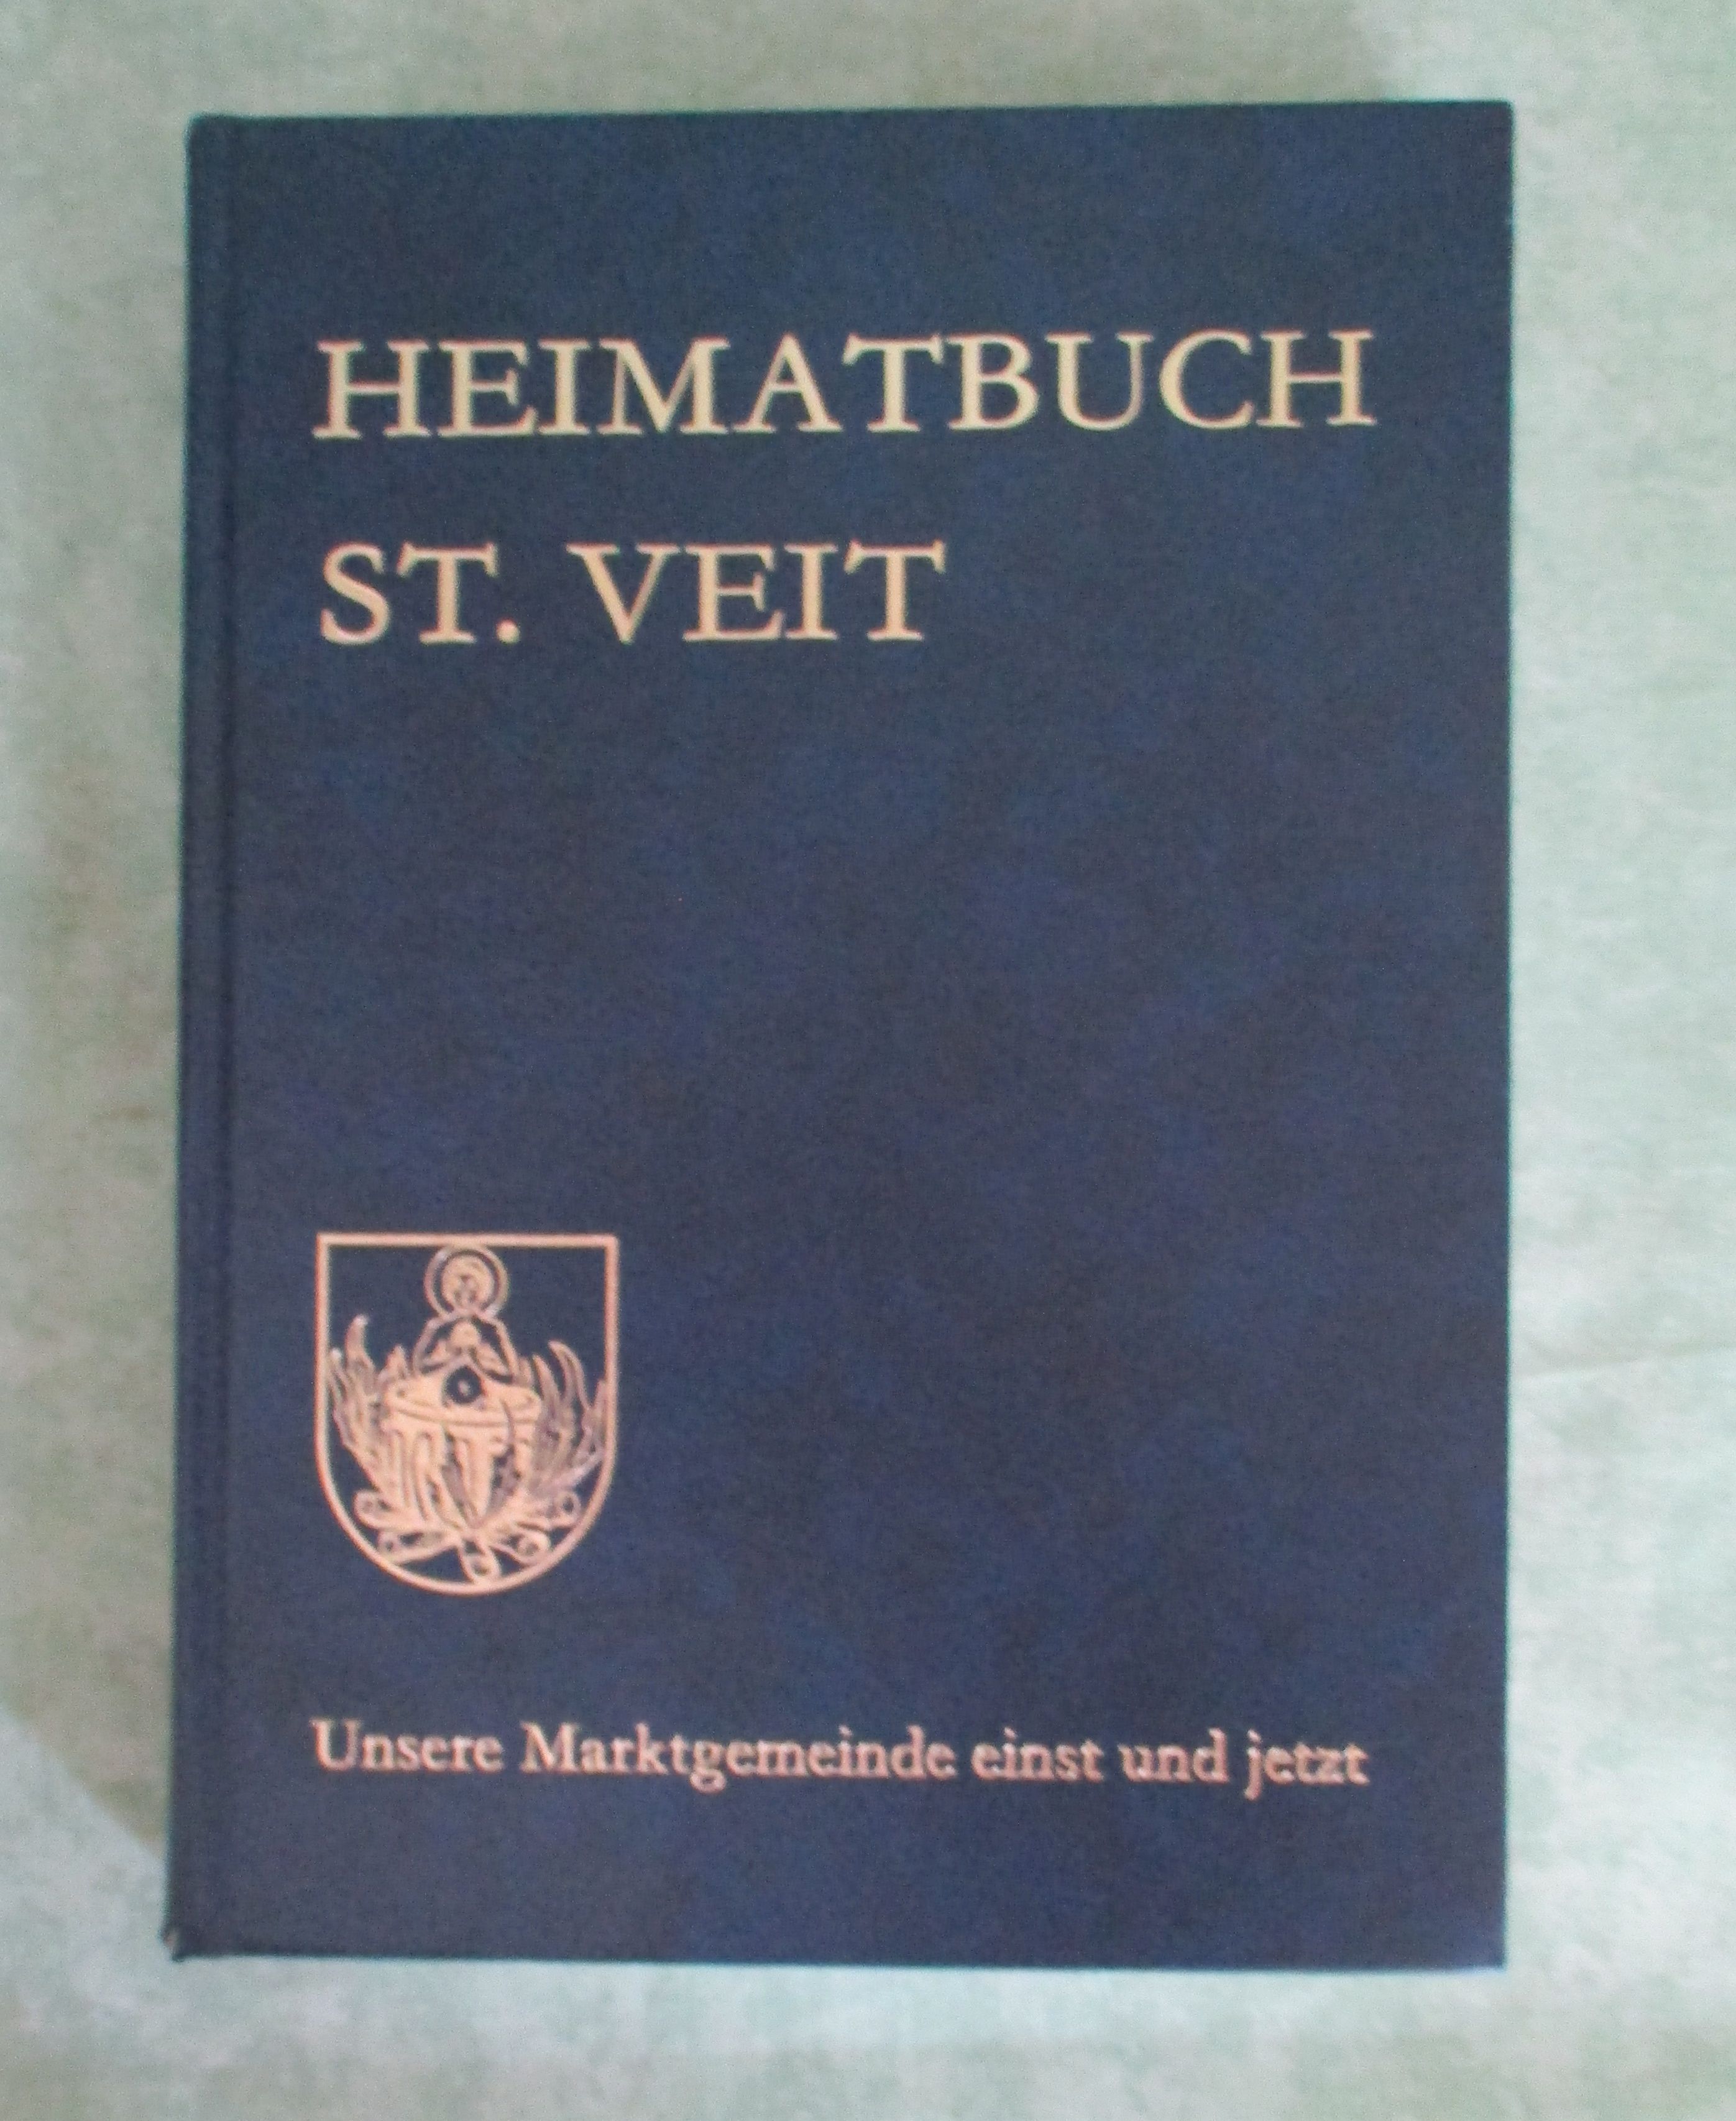 HEIMATBUCH
ST. VEIT
Unsere Marktgemeinde einst und jetzt